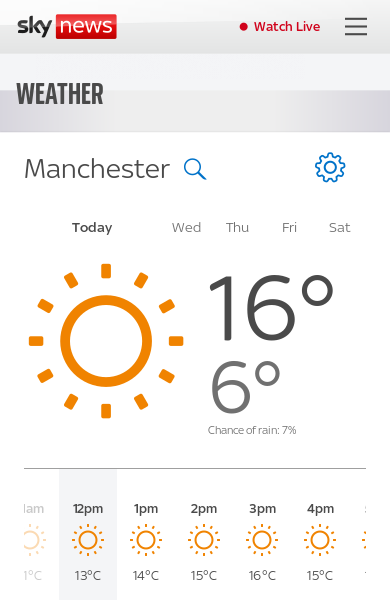 sky news
Watch Live
WEATHER
Manchester
Today Wed Thu Fri Sat
16°
6°
Chance of rain: 7%
12pm 1pm 2pm 3pm 4pm
13°C 14°C 15°C 16°C 15°C